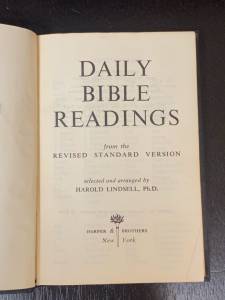 DAILY
BIBLE
READINGS
from the
REVISED STANDARD VERSION
selected and arranged by
HAROLD LINDSELL, Ph.D.
HARPER & BROTHERS
New York